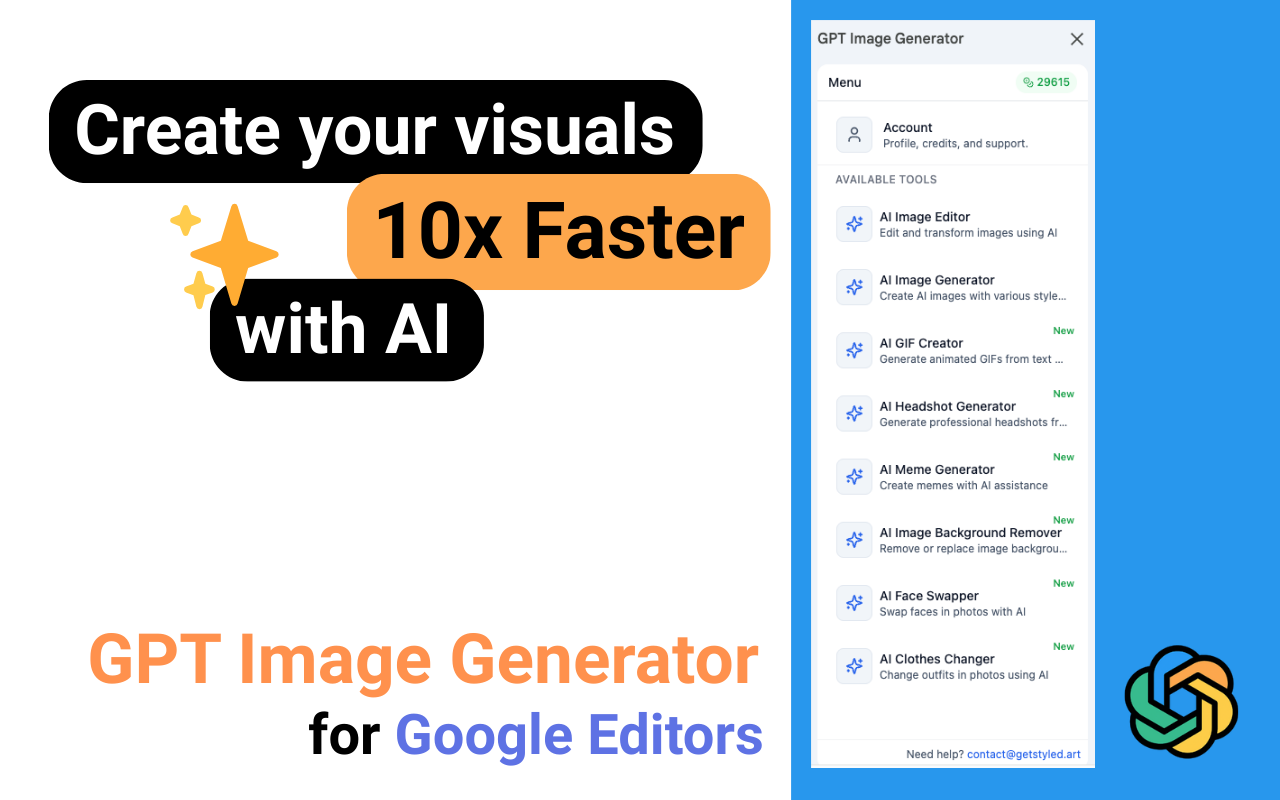 Create your visuals
10x Faster
with AI
GPT Image Generator
for Google Editors
GPT Image Generator
Menu
29615
Account
Profile, credits, and support.
AVAILABLE TOOLS
AI Image Editor
Edit and transform images using AI
AI Image Generator
Create AI images with various style...
New
AI GIF Creator
Generate animated GIFs from text ...
New
AI Headshot Generator
Generate professional headshots fr...
New
AI Meme Generator
Create memes with AI assistance
New
AI Image Background Remover
Remove or replace image backgrou...
New
AI Face Swapper
Swap faces in photos with AI
New
AI Clothes Changer
Change outfits in photos using AI
Need help? contact@getstyled.art